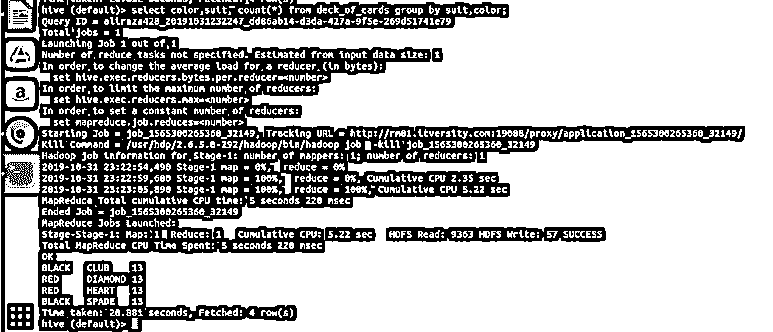 hive (default)> select color,suit, count(*) from deck_of_cards group by suit,color;
Query ID = aliraza428_20191031232247_dd86ab14-d3da-427a-9f5e-269d51741e79
Total jobs = 1
Launching Job 1 out of 1
Number of reduce tasks not specified. Estimated from input data size: 1
In order to change the average load for a reducer (in bytes):
set hive.exec.reducers.bytes.per.reducer=<number>
In order to limit the maximum number of reducers:
set hive.exec.reducers.max=<number>
In order to set a constant number of reducers:
set mapreduce.job.reduces=<number>
Starting Job = job_1565300265360_32149, Tracking URL = http://rm01.itversity.com:19088/proxy/application_1565300265360_32149/
Kill Command = /usr/hdp/2.6.5.0-292/hadoop/bin/hadoop job -kill job_1565300265360_32149
Hadoop job information for Stage-1: number of mappers: 1; number of reducers: 1
2019-10-31 23:22:54,490 Stage-1 map = 0%, reduce = 0%
2019-10-31 23:22:59,680 Stage-1 map = 100%, reduce = 0%, Cumulative CPU 2.35 sec
2019-10-31 23:23:05,890 Stage-1 map = 100%, reduce = 100%, Cumulative CPU 5.22 sec
MapReduce Total cumulative CPU time: 5 seconds 220 msec
Ended Job = job_1565300265360_32149
MapReduce Jobs Launched:
Stage-Stage-1: Map: 1 Reduce: 1 Cumulative CPU: 5.22 sec HDFS Read: 9363 HDFS Write: 57 SUCCESS
Total MapReduce CPU Time Spent: 5 seconds 220 msec
OK
BLACK CLUB 13
RED DIAMOND 13
RED HEART 13
BLACK SPADE 13
Time taken: 20.881 seconds, Fetched: 4 row(s)
hive (default)>